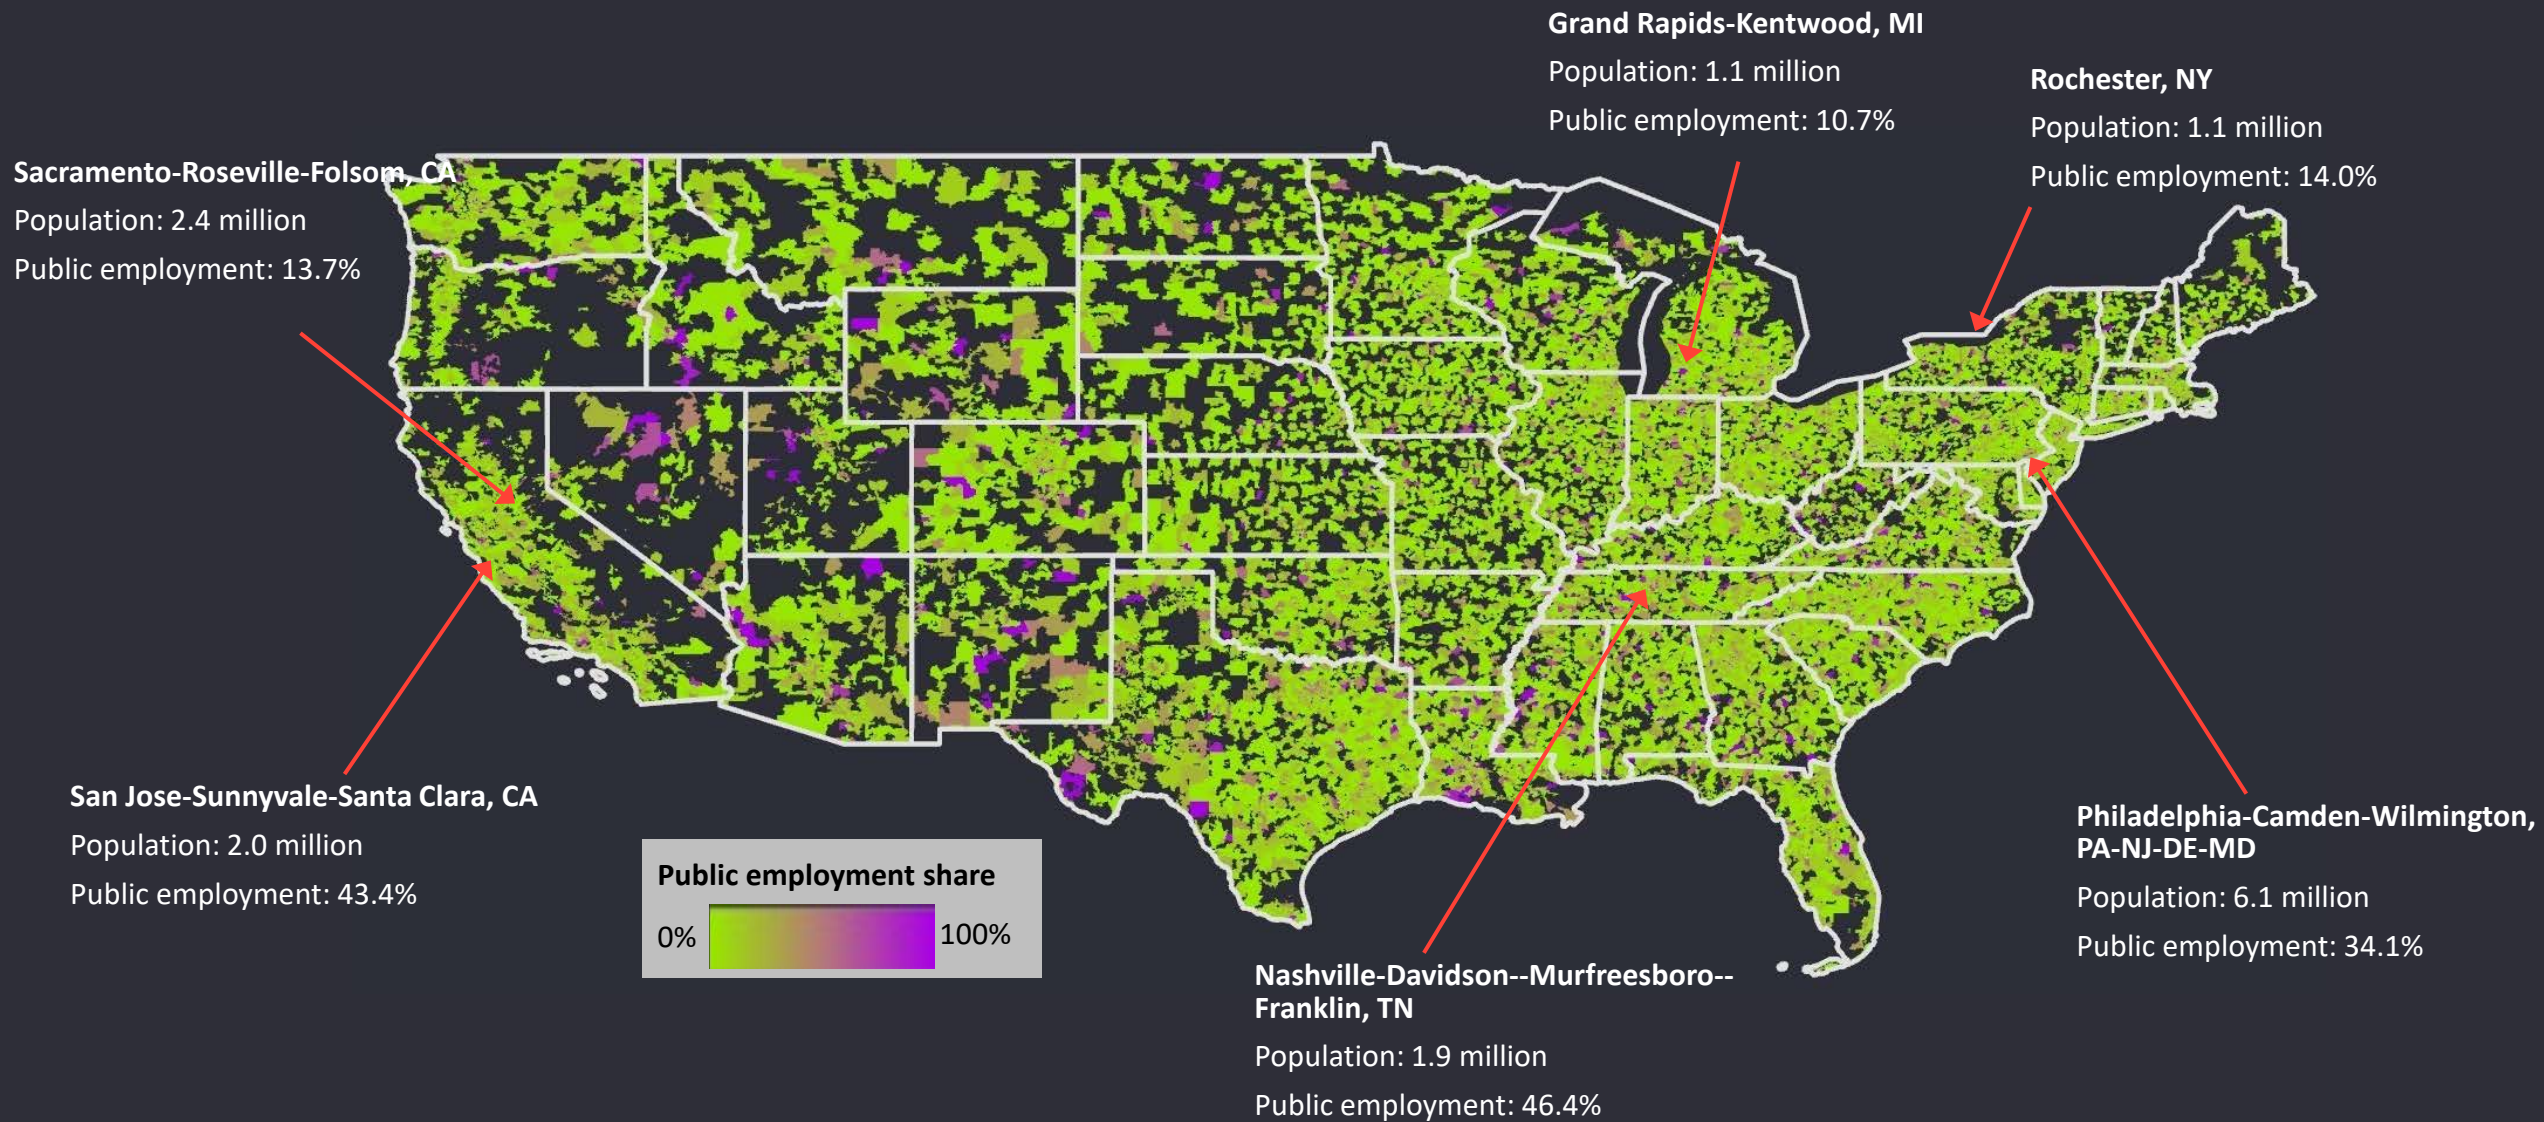 Grand Rapids-Kentwood, MI
Population: 1.1 million
Public employment: 10.7%
Rochester, NY
Population: 1.1 million
Public employment: 14.0%
Sacramento-Roseville-Folsom, CA
Population: 2.4 million
Public employment: 13.7%
San Jose-Sunnyvale-Santa Clara, CA
Population: 2.0 million
Public employment: 43.4%
Public employment share
0%
100%
Nashville-Davidson--Murfreesboro--
Franklin, TN
Population: 1.9 million
Public employment: 46.4%
Philadelphia-Camden-Wilmington,
PA-NJ-DE-MD
Population: 6.1 million
Public employment: 34.1%